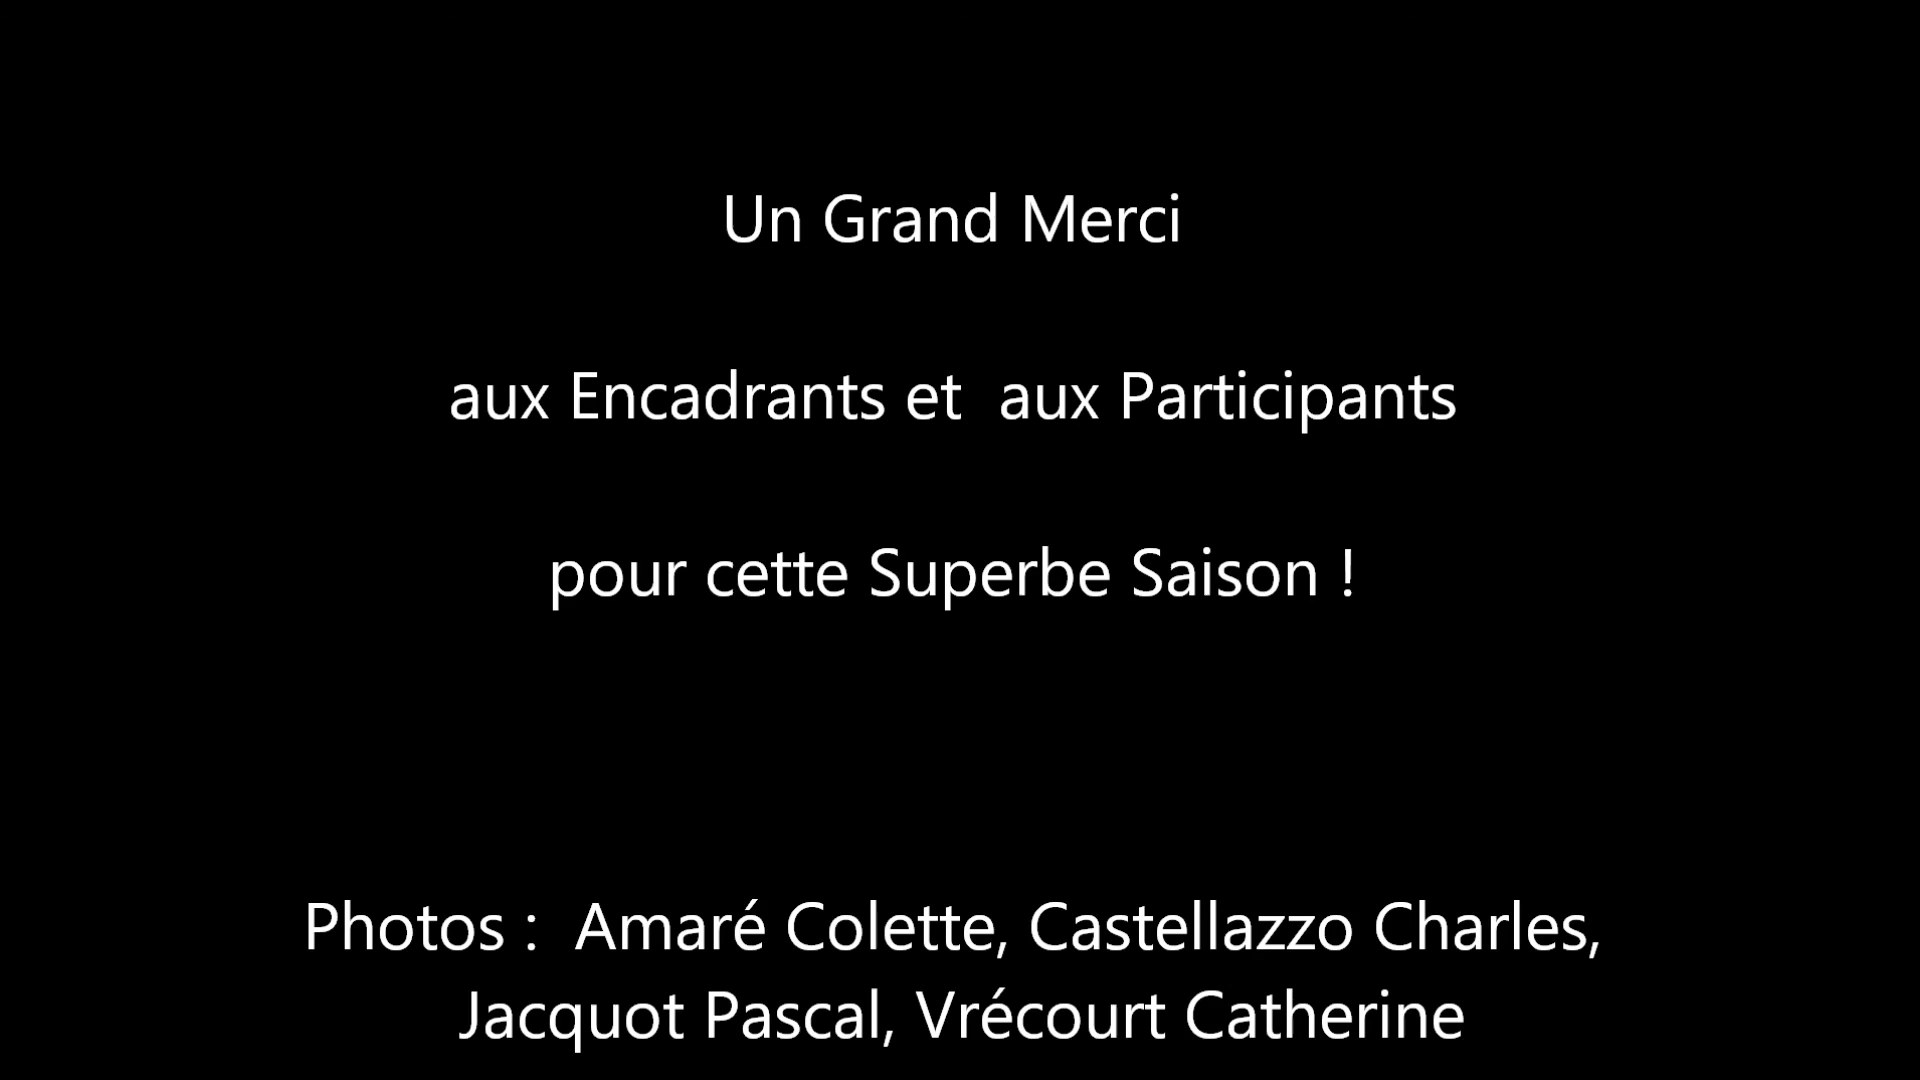 Un Grand Merci
aux Encadrants et  aux Participants
pour cette Superbe Saison !
Photos :  Amaré Colette, Castellazzo Charles,
Jacquot Pascal, Vrécourt Catherine